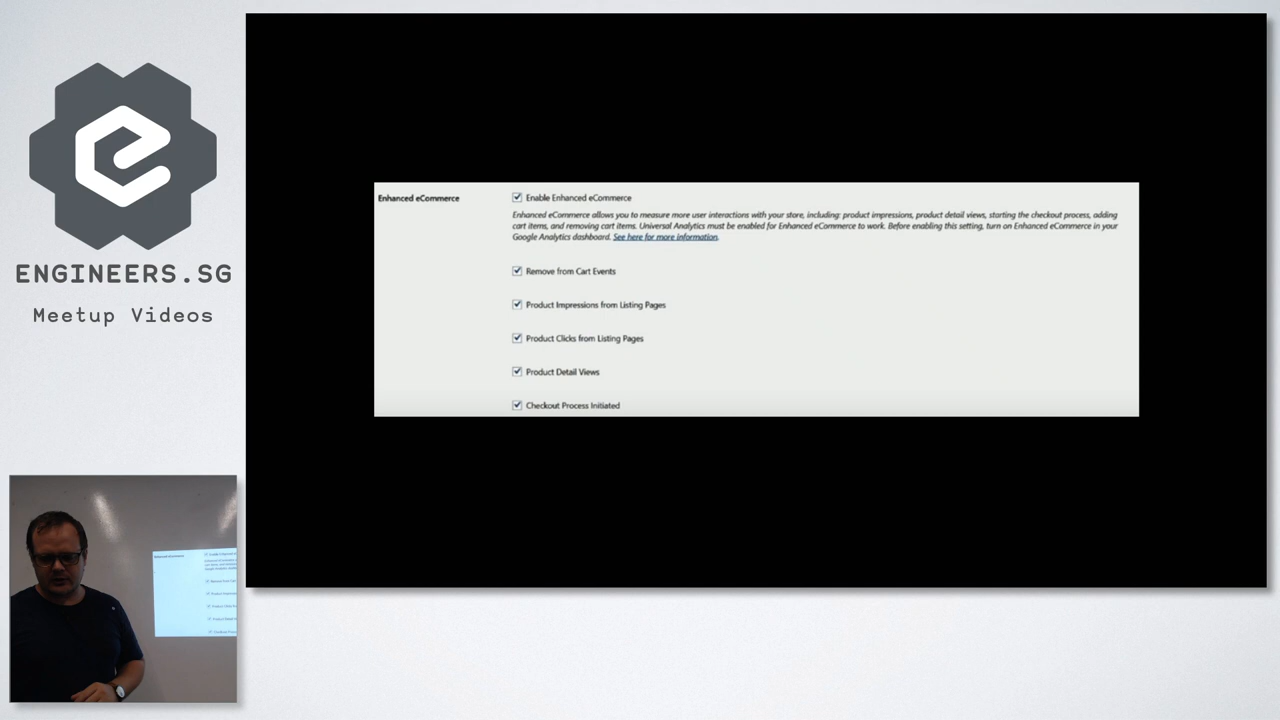 ENGINEERS.SG
Meetup Videos
Enhanced eCommerce
Enable Enhanced eCommerce
Enhanced eCommerce allows you to measure more user interactions with your store, including: product impressions, product detail views, starting the checkout process, adding
cart items, and removing cart items. Universal Analytics must be enabled for Enhanced eCommerce to work. Before enabling this setting, turn on Enhanced eCommerce in your
Google Analytics dashboard. See here for more information.
Remove from Cart Events
Product Impressions from Listing Pages
Product Clicks from Listing Pages
Product Detail Views
Checkout Process Initiated